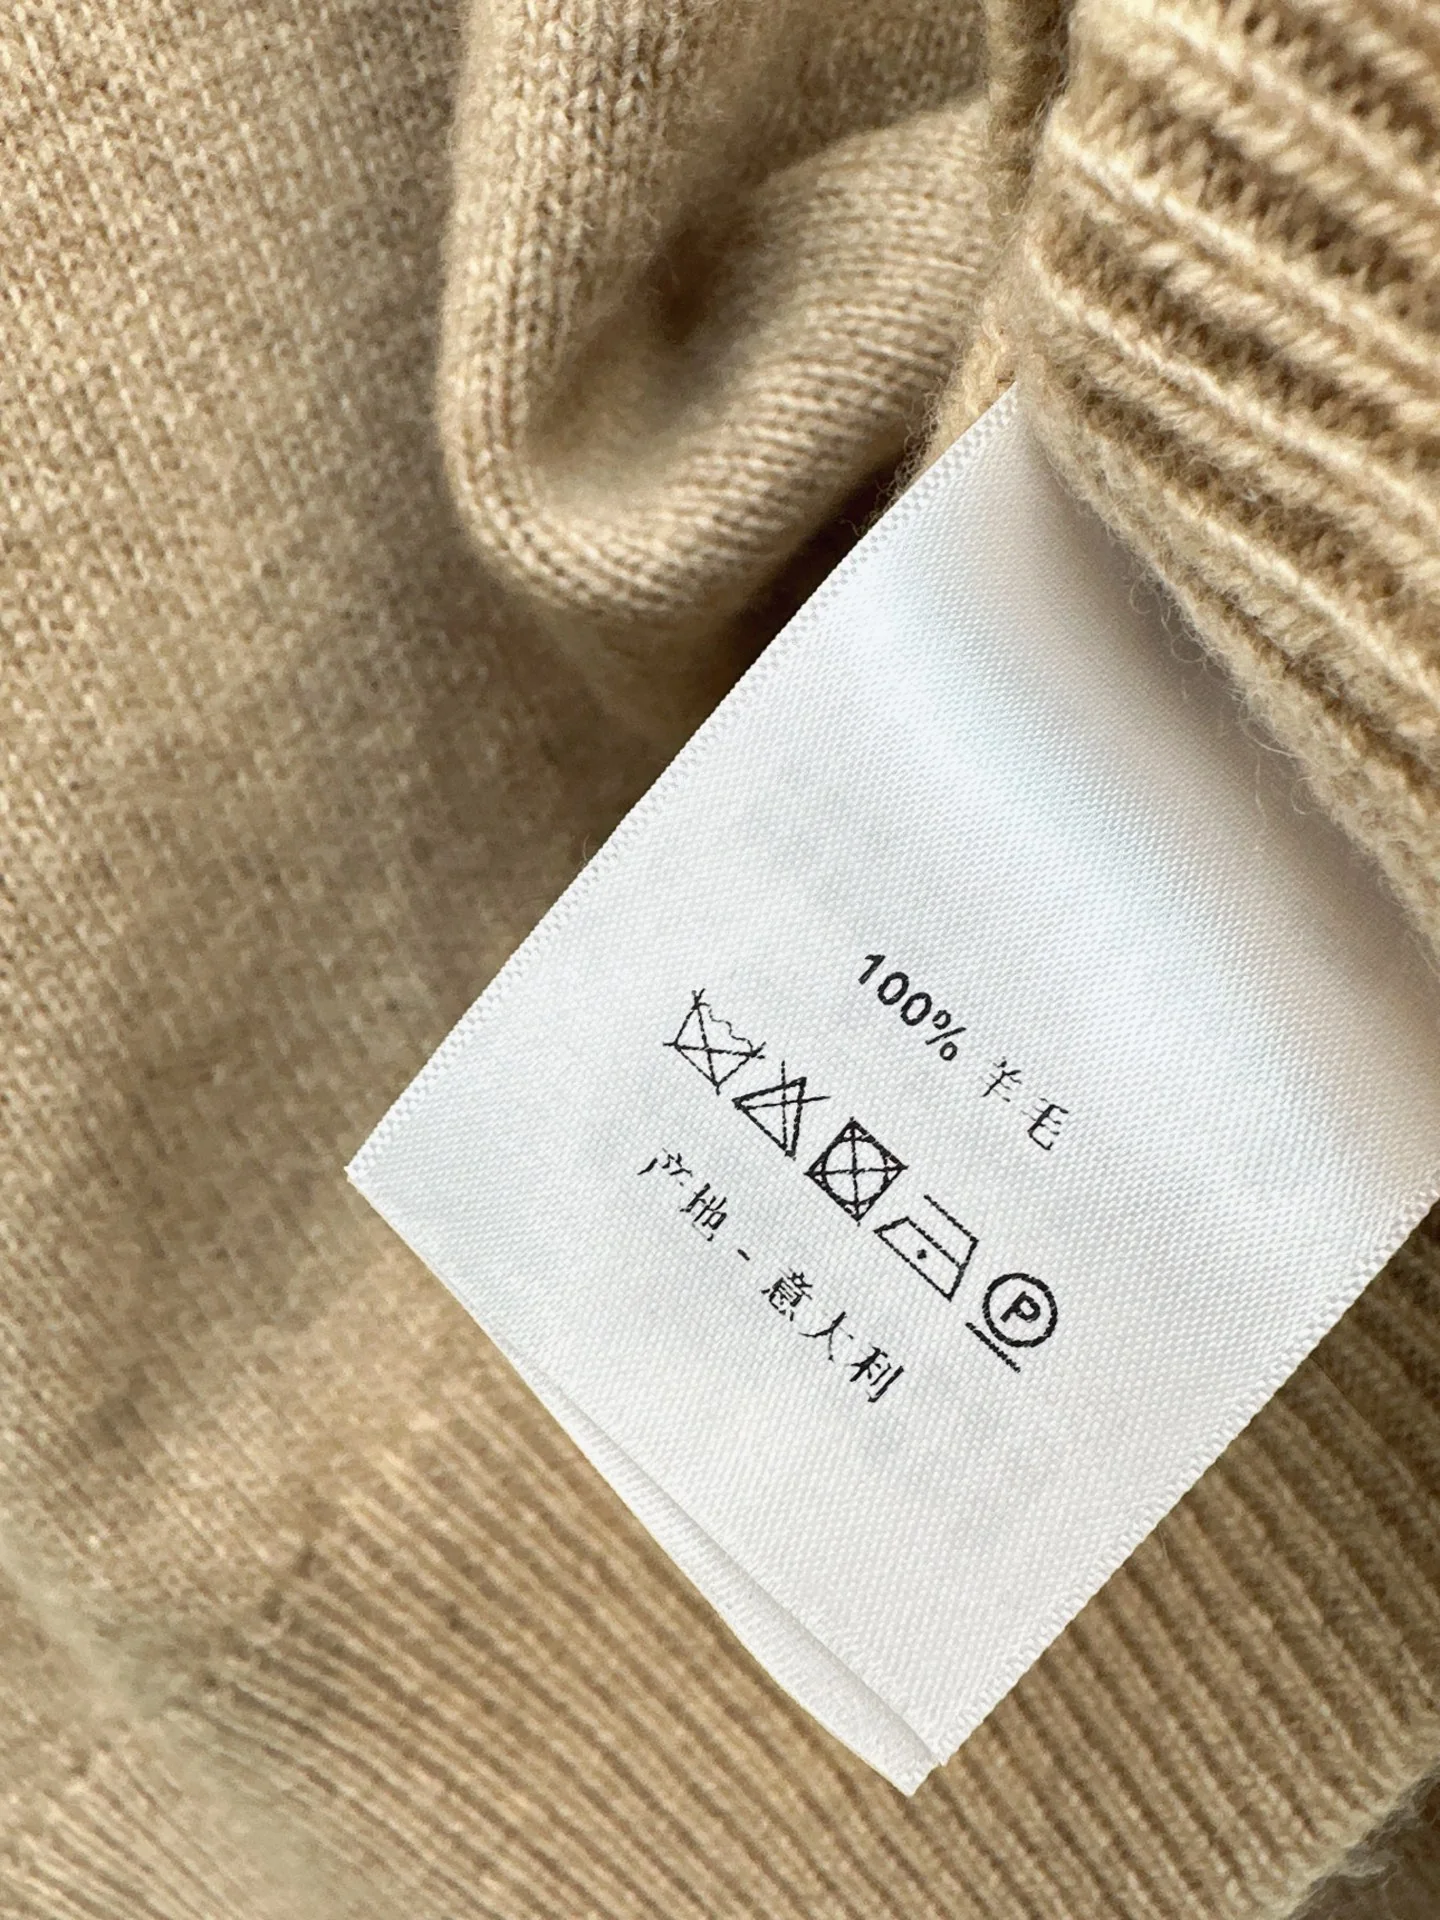 100% 羊毛
P
产地 - 意大利